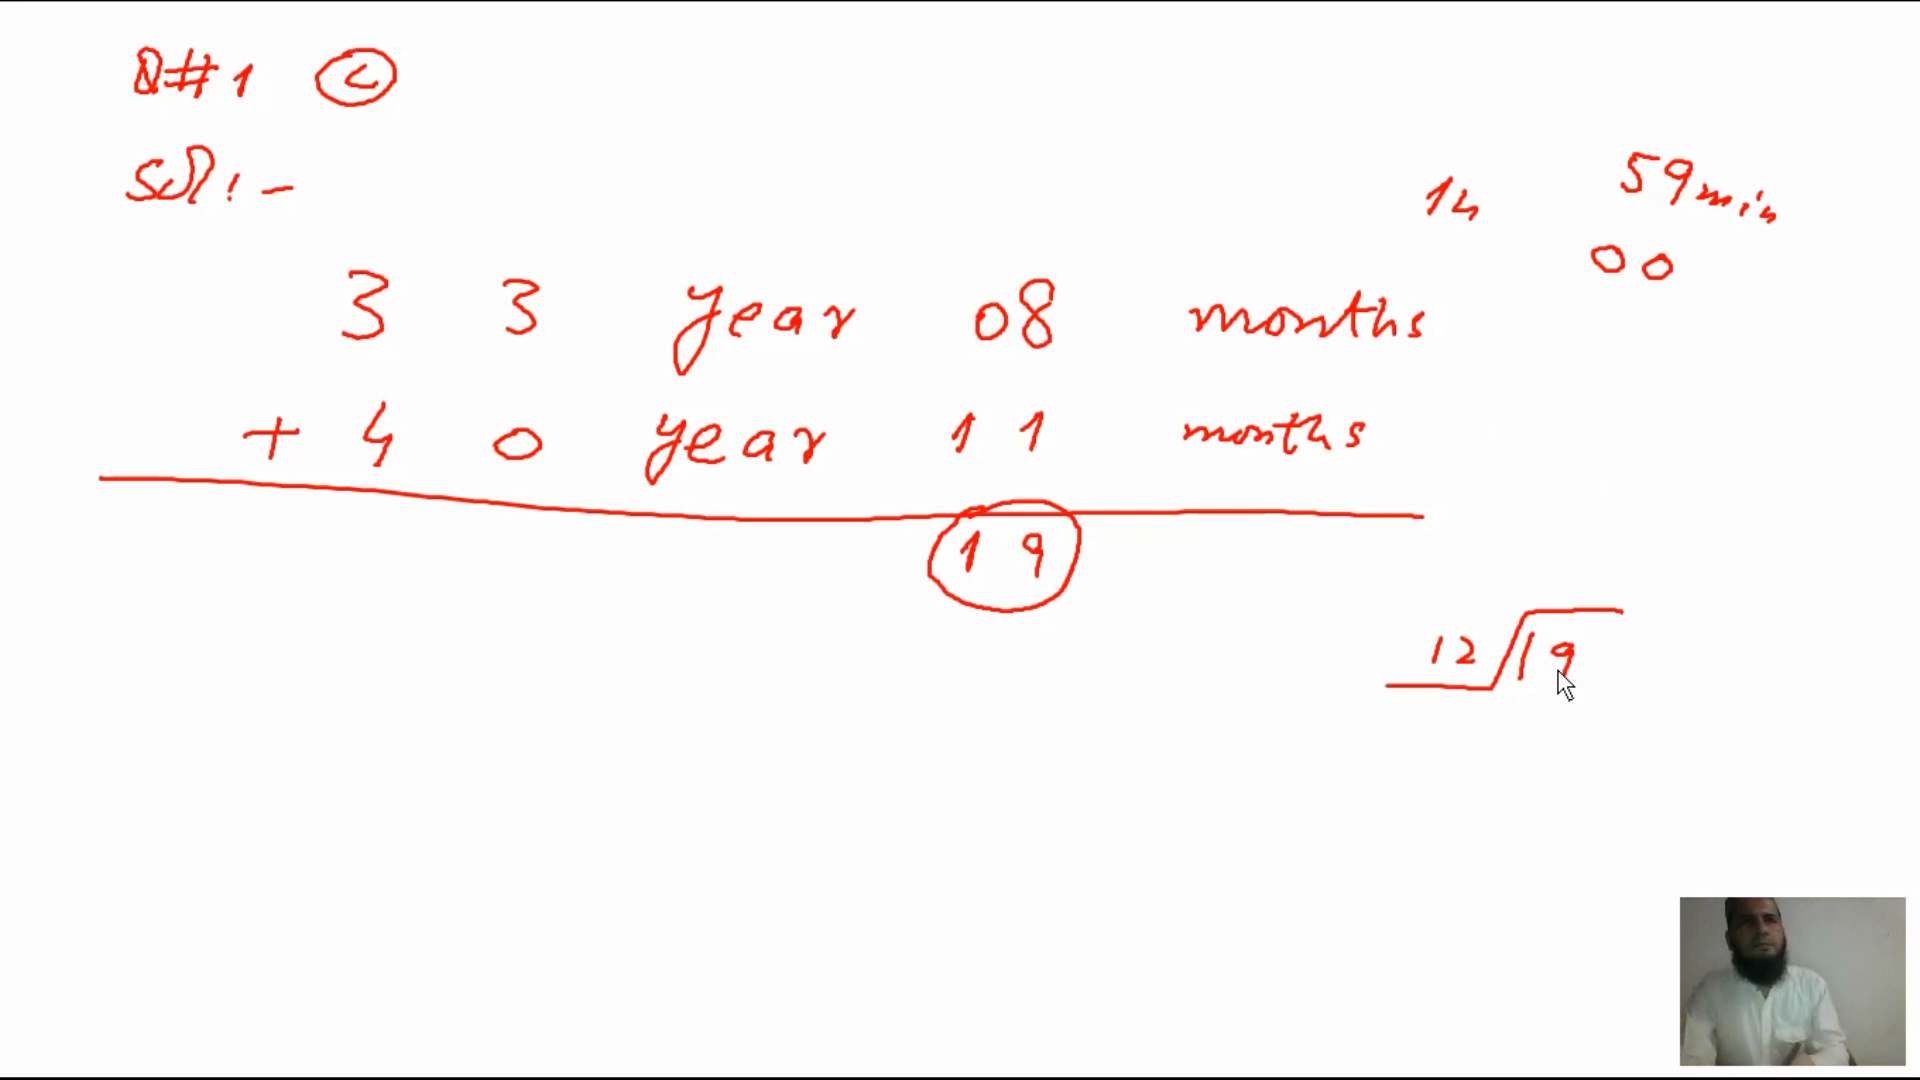 Q#1 (c)
Sol:-
1h 59min
00
3 3 year 08 months
+ 4 0 year 11 months
19
12 19